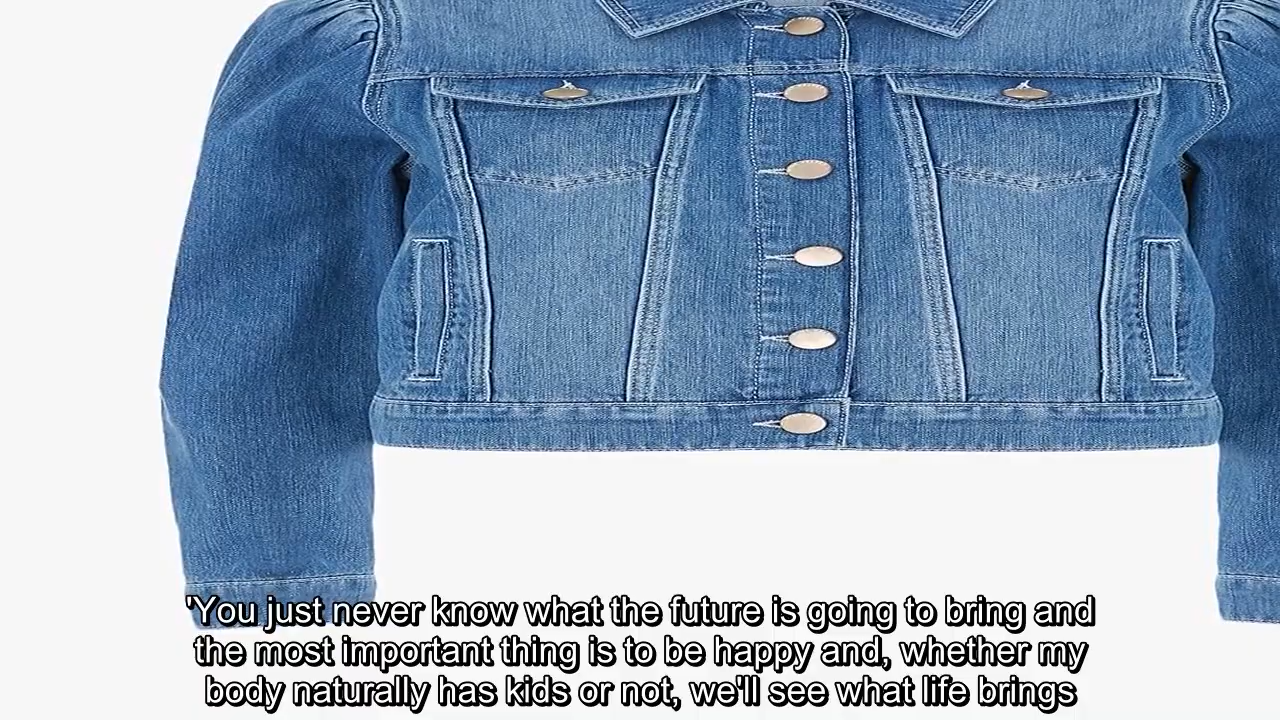 'You just never know what the future is going to bring and
the most important thing is to be happy and, whether my
body naturally has kids or not, we'll see what life brings